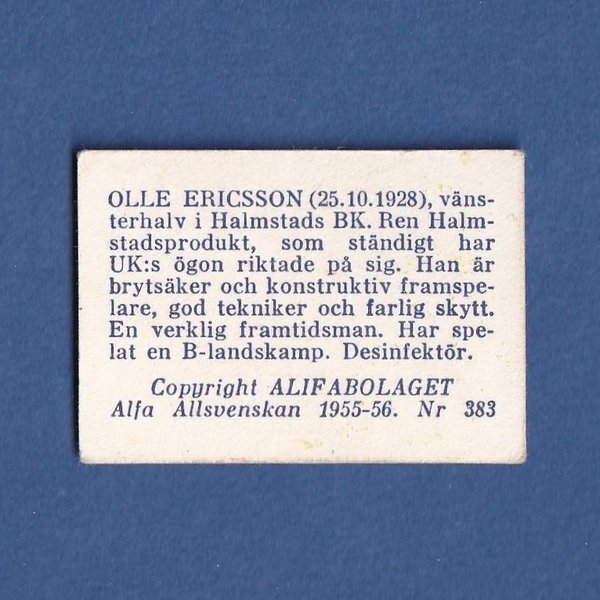 OLLE ERICSSON (25.10.1928), väns-
terhalv i Halmstads BK. Ren Halm-
stadsprodukt, som ständigt har
UK:s ögon riktade på sig. Han är
brytsäker och konstruktiv framspe-
lare, god tekniker och farlig skytt.
En verklig framtidsman. Har spe-
lat en B-landskamp. Desinfektör.
Copyright ALIFABOLAGET
Alfa Allsvenskan 1955-56. Nr 383